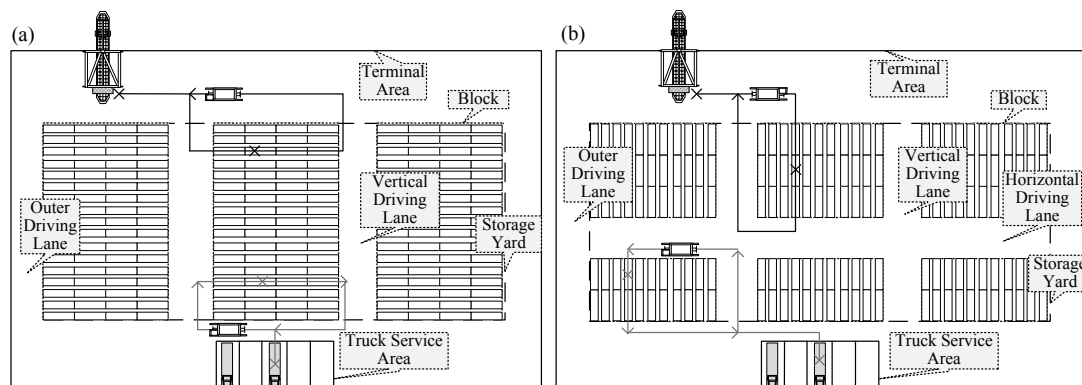 (a)
Terminal
Area
Block
Outer
Driving
Lane
Vertical
Driving
Lane
Storage
Yard
Truck Service
Area
(b)
Terminal
Area
Block
Outer
Driving
Lane
Vertical
Driving
Lane
Horizontal
Driving
Lane
Storage
Yard
Truck Service
Area